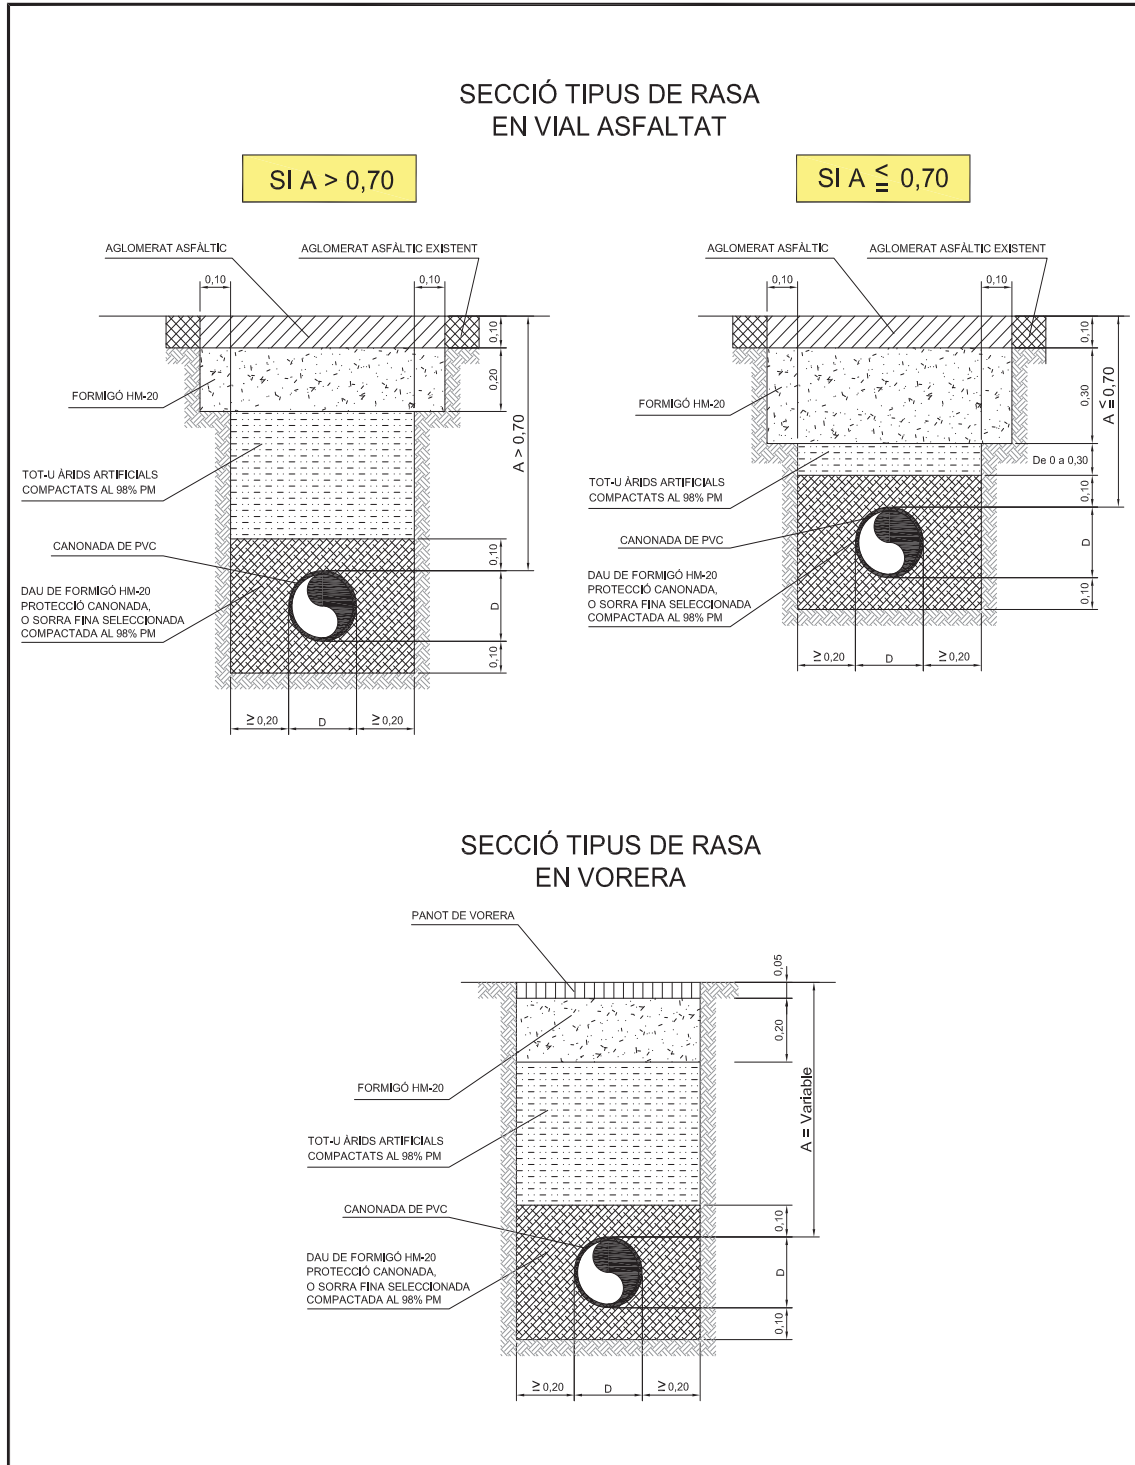 SECCIÓ TIPUS DE RASA
EN VIAL ASFALTAT
SI A > 0,70
SI A ≦ 0,70
AGLOMERAT ASFÀLTIC
AGLOMERAT ASFÀLTIC EXISTENT
0,10
0,10
0,10
0,20
A > 0,70
FORMIGÓ HM-20
TOT-U ÀRIDS ARTIFICIALS
COMPACTATS AL 98% PM
CANONADA DE PVC
0,10
DAU DE FORMIGÓ HM-20
PROTECCIÓ CANONADA,
O SORRA FINA SELECCIONADA
COMPACTADA AL 98% PM
D
0,10
≥ 0,20
D
≥ 0,20
AGLOMERAT ASFÀLTIC
AGLOMERAT ASFÀLTIC EXISTENT
0,10
0,10
0,10
0,30
A ≦ 0,70
FORMIGÓ HM-20
De 0 a 0,30
TOT-U ÀRIDS ARTIFICIALS
COMPACTATS AL 98% PM
0,10
CANONADA DE PVC
D
DAU DE FORMIGÓ HM-20
PROTECCIÓ CANONADA,
O SORRA FINA SELECCIONADA
COMPACTADA AL 98% PM
0,10
≥ 0,20
D
≥ 0,20
SECCIÓ TIPUS DE RASA
EN VORERA
PANOT DE VORERA
0,05
0,20
A = Variable
FORMIGÓ HM-20
TOT-U ÀRIDS ARTIFICIALS
COMPACTATS AL 98% PM
CANONADA DE PVC
0,10
DAU DE FORMIGÓ HM-20
PROTECCIÓ CANONADA,
O SORRA FINA SELECCIONADA
COMPACTADA AL 98% PM
D
0,10
≥ 0,20
D
≥ 0,20